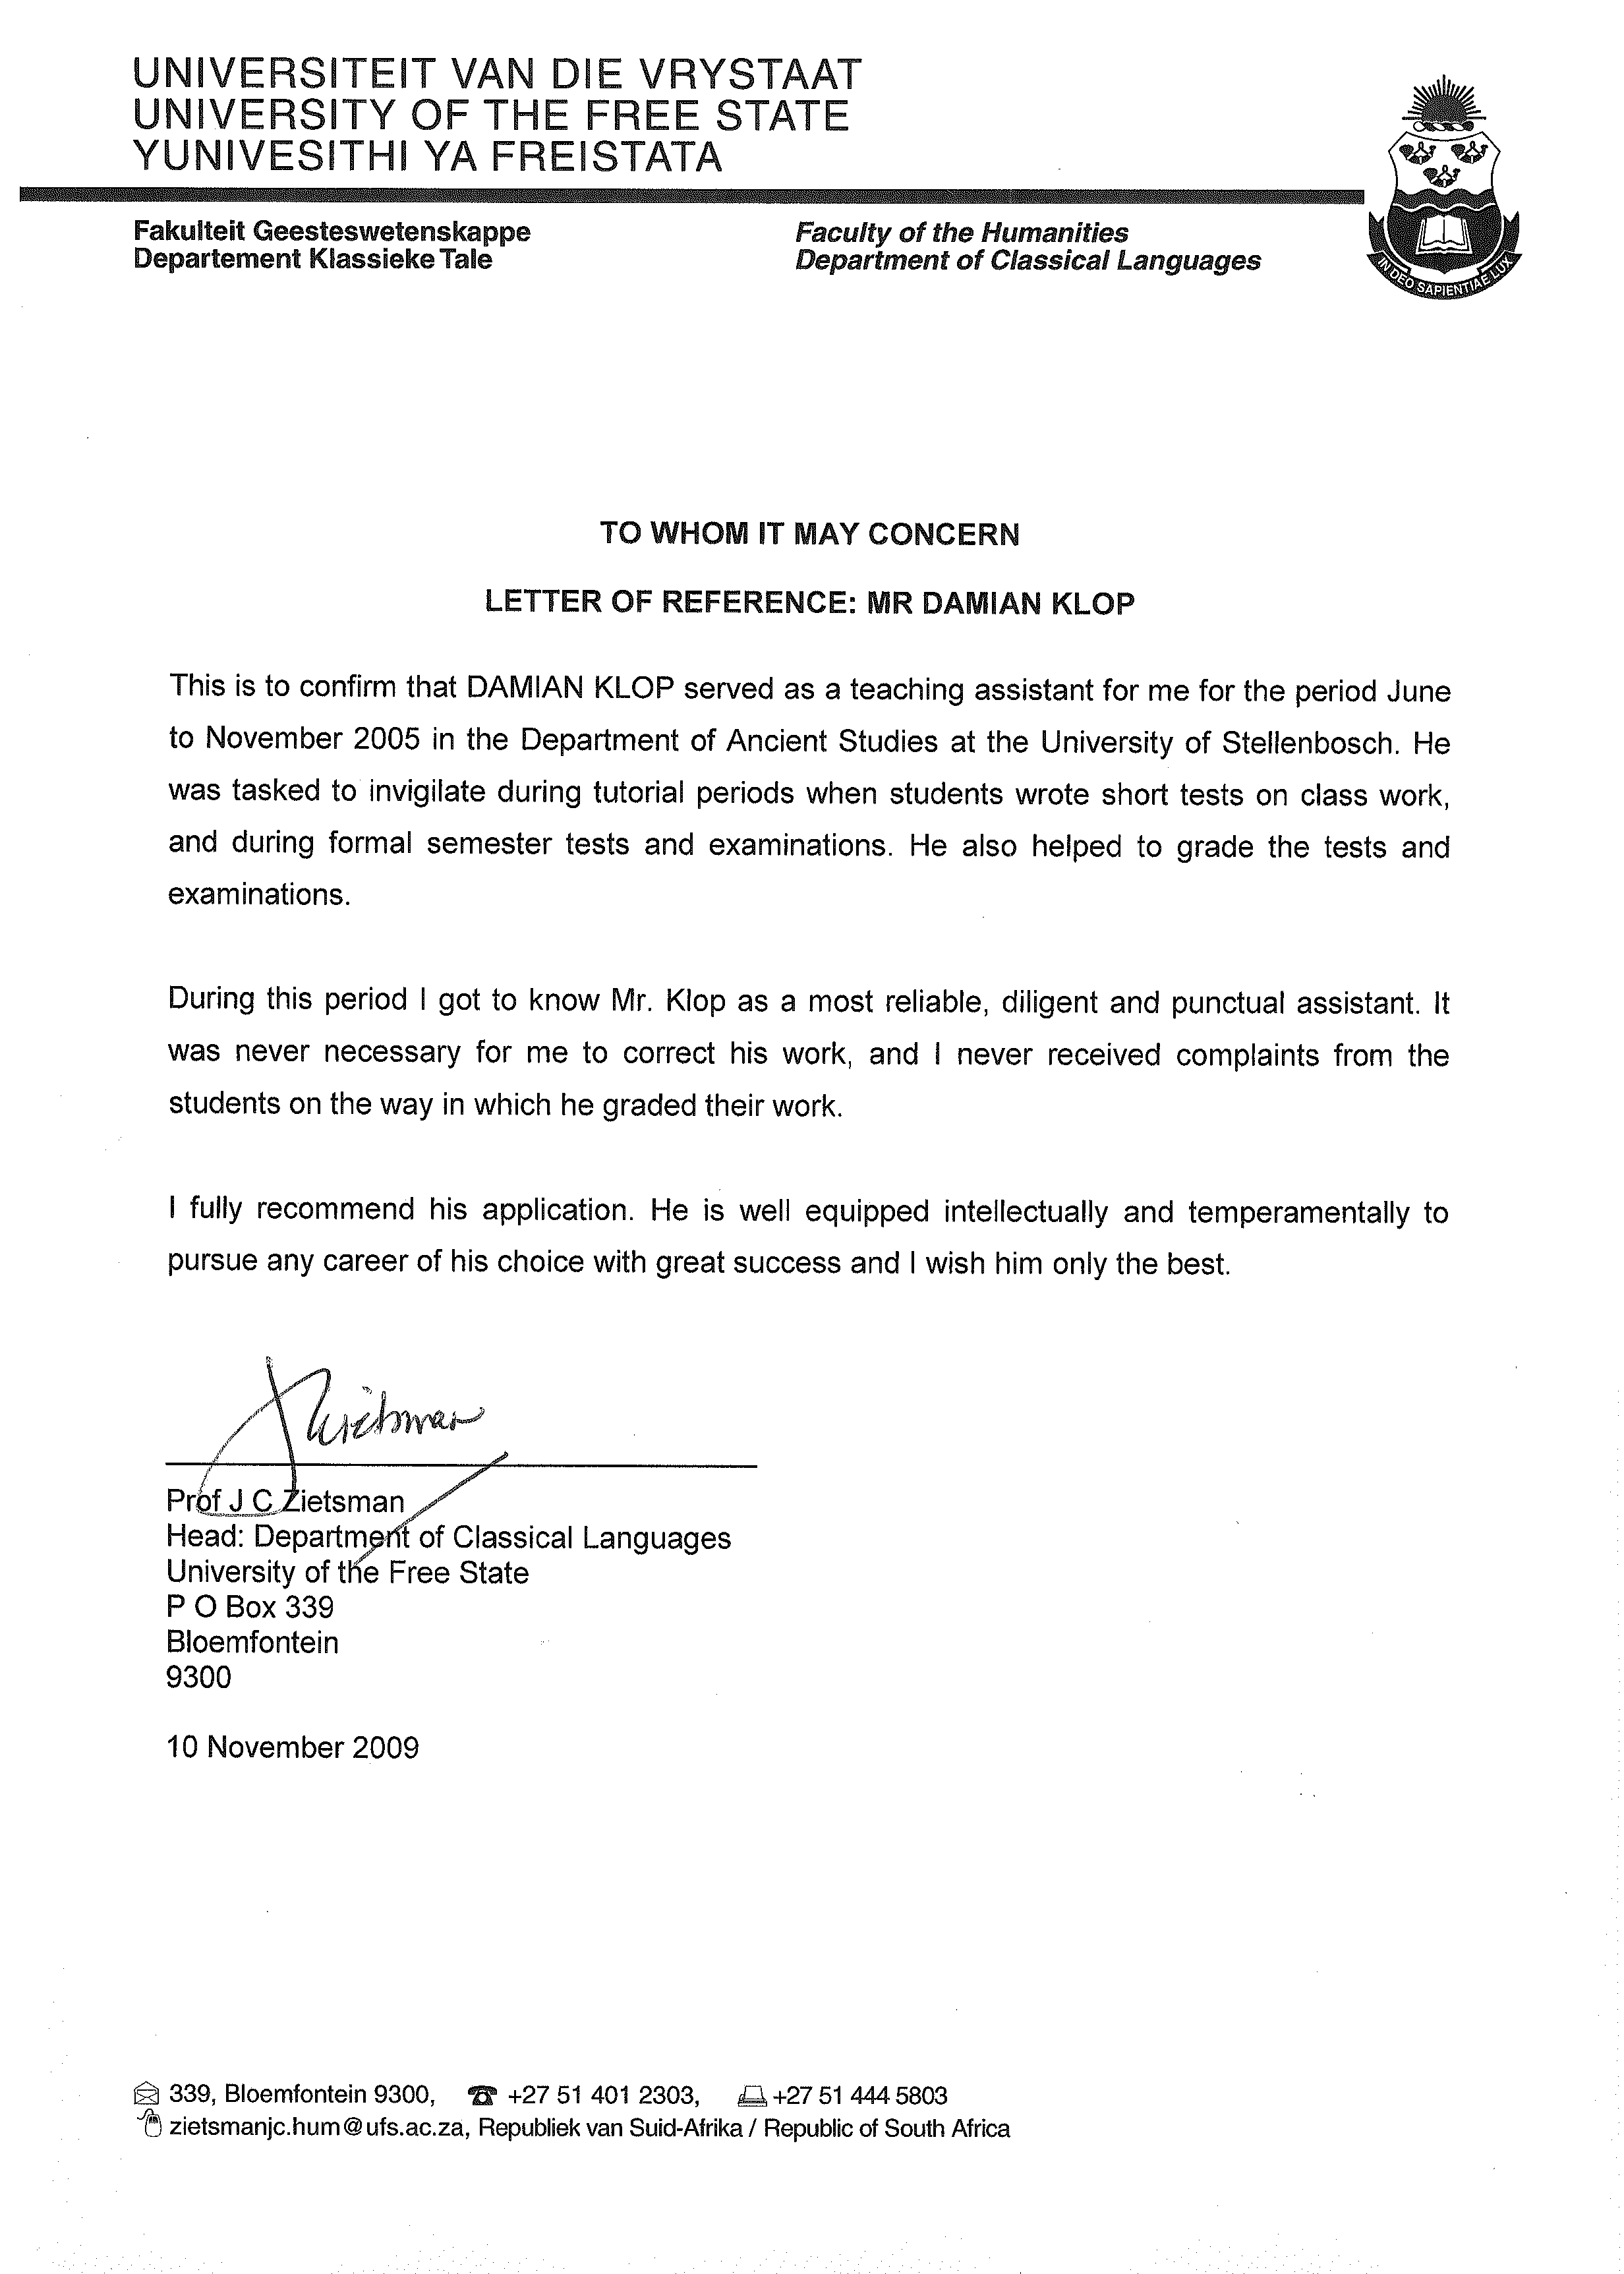 UNIVERSITEIT VAN DIE VRYSTAAT
UNIVERSITY OF THE FREE STATE
YUNIVESITHI YA FREISTATA
Fakulteit Geesteswetenskappe
Departement Klassieke Tale
Faculty of the Humanities
Department of Classical Languages
IN DEO SAPIENTIAE LUX
TO WHOM IT MAY CONCERN
LETTER OF REFERENCE: MR DAMIAN KLOP
This is to confirm that DAMIAN KLOP served as a teaching assistant for me for the period June
to November 2005 in the Department of Ancient Studies at the University of Stellenbosch. He
was tasked to invigilate during tutorial periods when students wrote short tests on class work,
and during formal semester tests and examinations. He also helped to grade the tests and
examinations.
During this period I got to know Mr. Klop as a most reliable, diligent and punctual assistant. It
was never necessary for me to correct his work, and I never received complaints from the
students on the way in which he graded their work.
I fully recommend his application. He is well equipped intellectually and temperamentally to
pursue any career of his choice with great success and I wish him only the best.
Prof J C Zietsman
Head: Department of Classical Languages
University of the Free State
P O Box 339
Bloemfontein
9300
10 November 2009
339, Bloemfontein 9300, +27 51 401 2303, +27 51 444 5803
zietsmanjc.hum@ufs.ac.za, Republiek van Suid-Afrika / Republic of South Africa